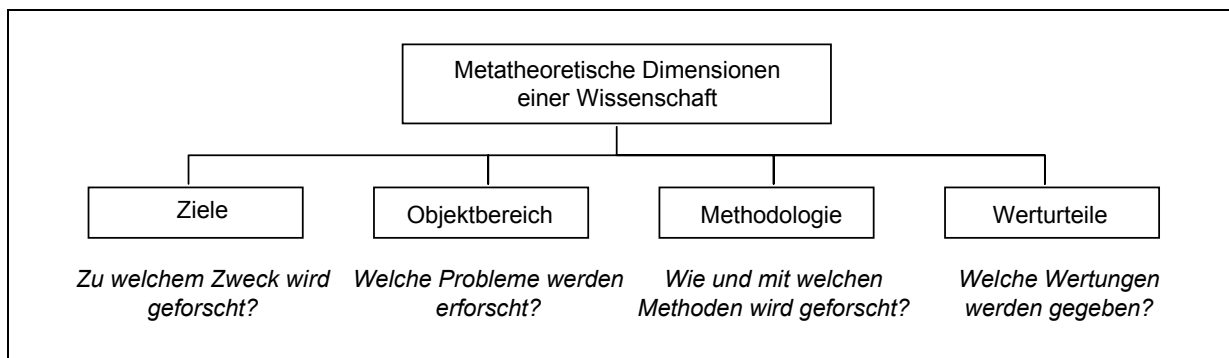 Metatheoretische Dimensionen
einer Wissenschaft
Ziele
Objektbereich
Methodologie
Werturteile
Zu welchem Zweck wird
geforscht?
Welche Probleme werden
erforscht?
Wie und mit welchen
Methoden wird geforscht?
Welche Wertungen
werden gegeben?